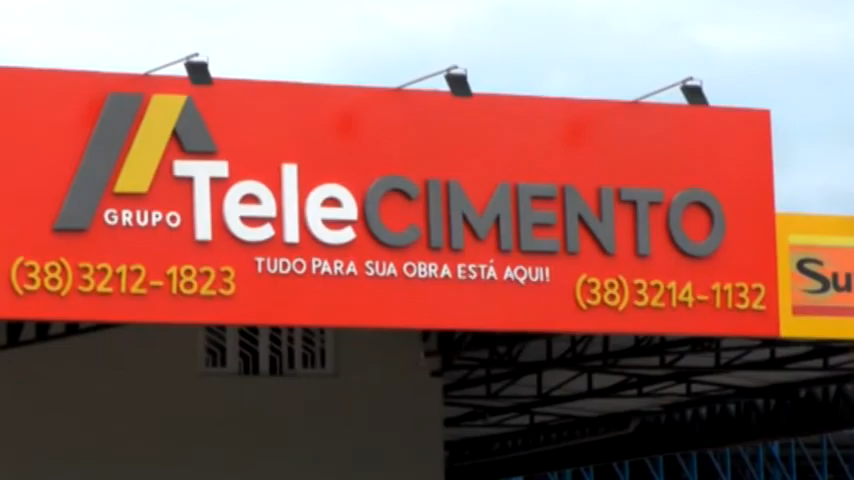 GRUPO TeleCIMENTO
TUDO PARA SUA OBRA ESTÁ AQUI!
(38)3212-1823
(38)3214-1132
Su